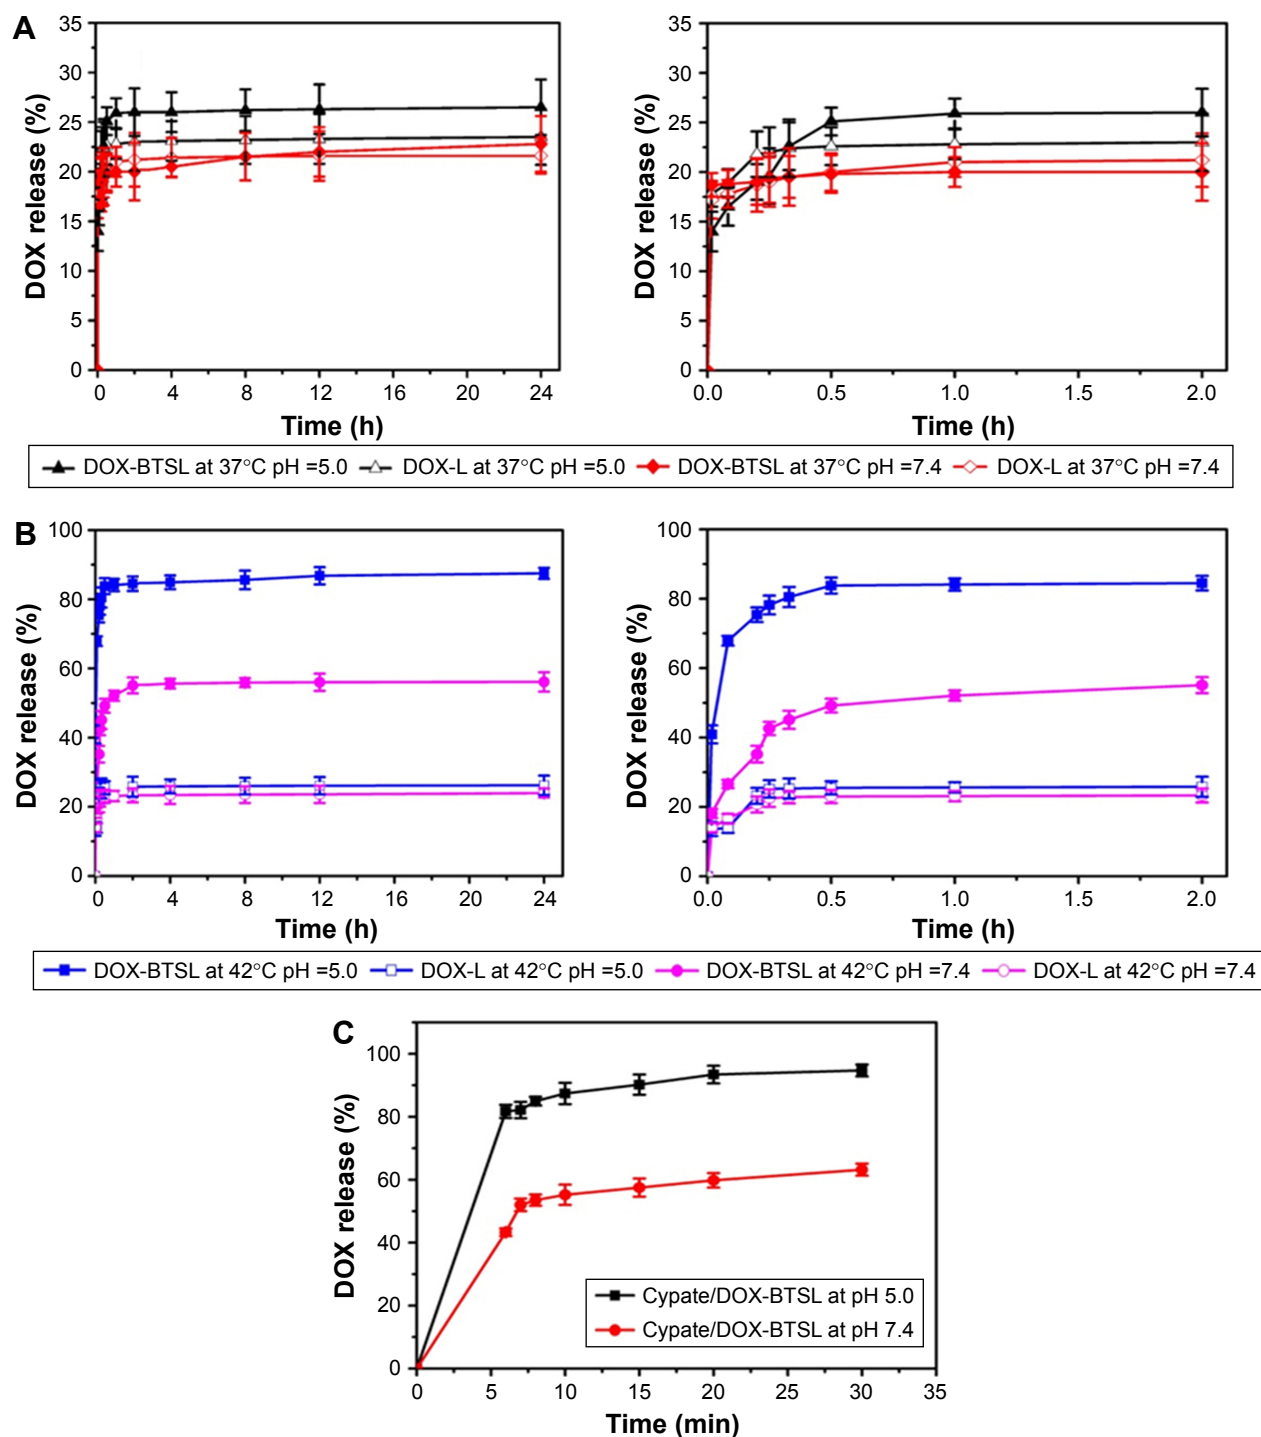 A
35
30
25
20
15
10
5
0
DOX release (%)
0 4 8 12 16 20 24
Time (h)
35
30
25
20
15
10
5
0
DOX release (%)
0.0 0.5 1.0 1.5 2.0
Time (h)
DOX-BTSL at 37°C pH =5.0 DOX-L at 37°C pH =5.0 DOX-BTSL at 37°C pH =7.4 DOX-L at 37°C pH =7.4
B
100
80
60
40
20
0
DOX release (%)
0 4 8 12 16 20 24
Time (h)
100
80
60
40
20
0
DOX release (%)
0.0 0.5 1.0 1.5 2.0
Time (h)
DOX-BTSL at 42°C pH =5.0 DOX-L at 42°C pH =5.0 DOX-BTSL at 42°C pH =7.4 DOX-L at 42°C pH =7.4
C
100
80
60
40
20
0
DOX release (%)
Cypate/DOX-BTSL at pH 5.0
Cypate/DOX-BTSL at pH 7.4
0 5 10 15 20 25 30 35
Time (min)